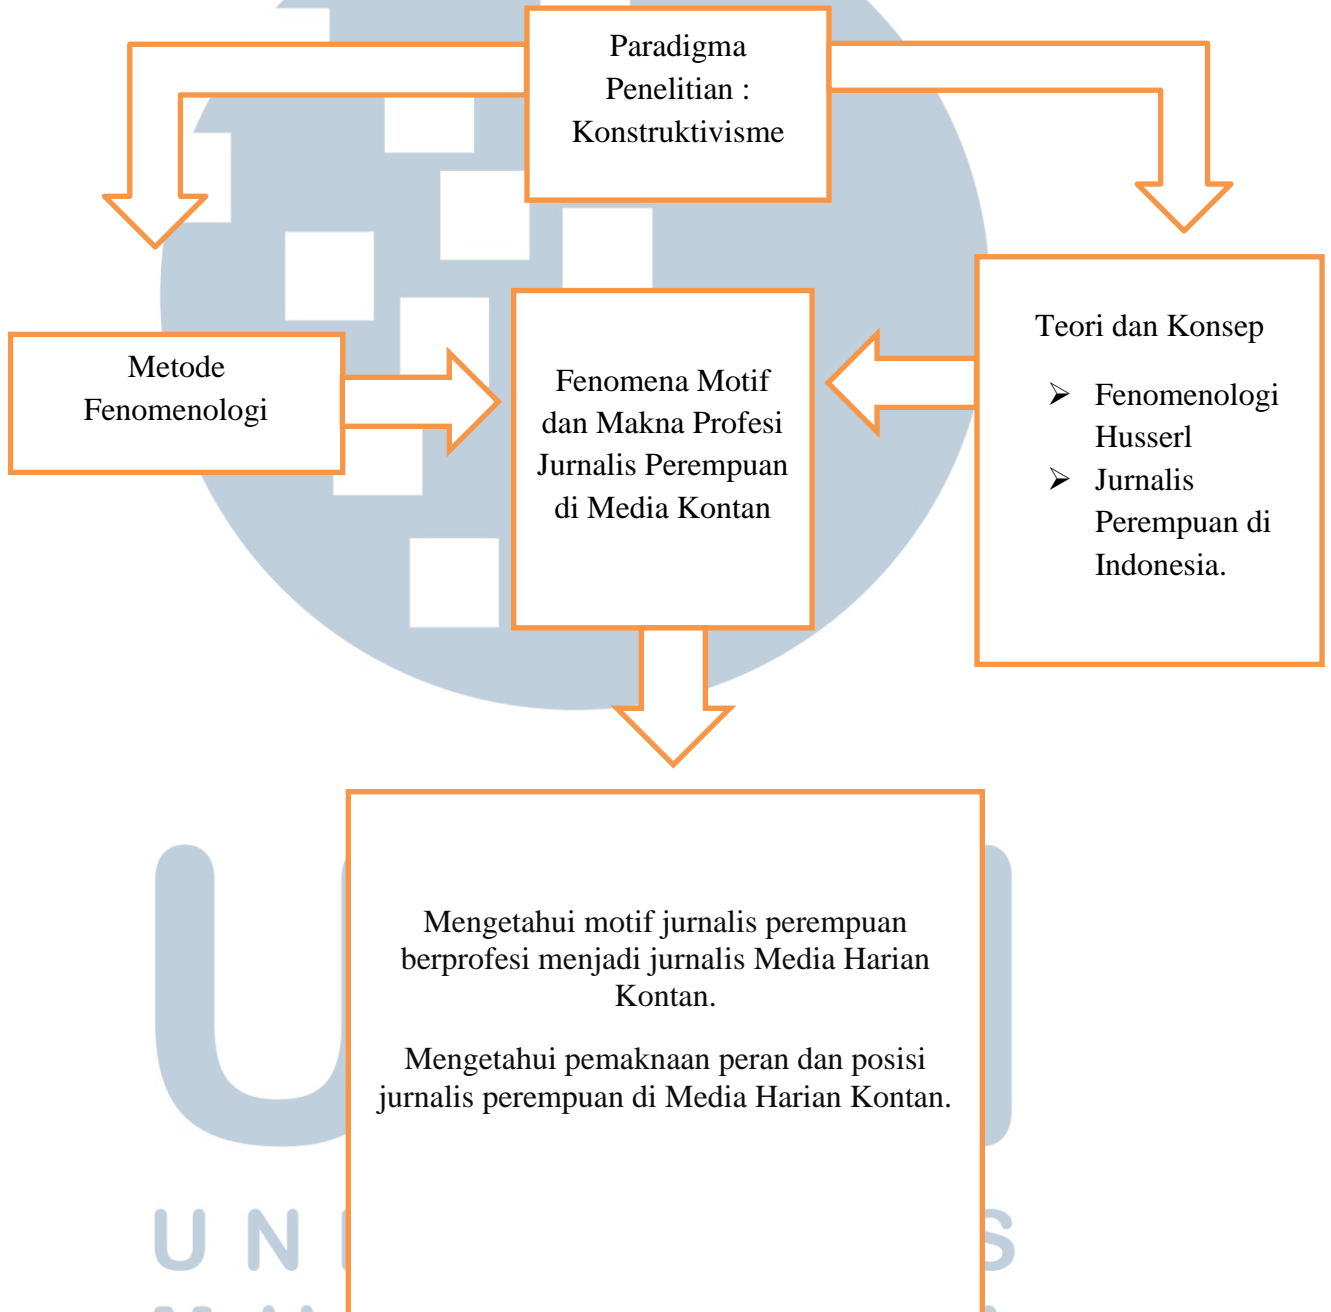 Paradigma
Penelitian :
Konstruktivisme
Metode
Fenomenologi
Fenomena Motif
dan Makna Profesi
Jurnalis Perempuan
di Media Kontan
Teori dan Konsep
➢ Fenomenologi
Husserl
➢ Jurnalis
Perempuan di
Indonesia.
Mengetahui motif jurnalis perempuan
berprofesi menjadi jurnalis Media Harian
Kontan.
Mengetahui pemaknaan peran dan posisi
jurnalis perempuan di Media Harian Kontan.